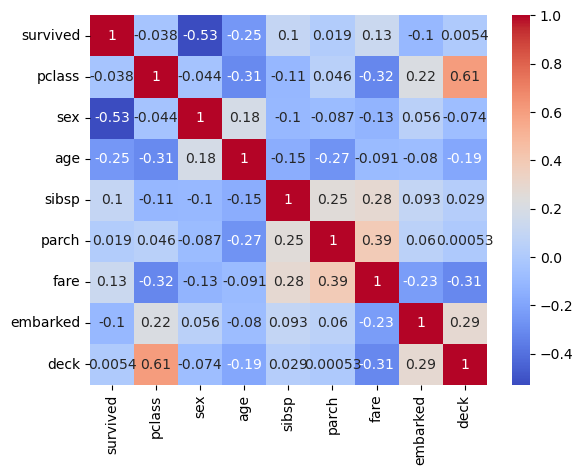 survived 1 -0.038 -0.53 -0.25 0.1 0.019 0.13 -0.1 0.0054
pclass -0.038 1 -0.044 -0.31 -0.11 0.046 -0.32 0.22 0.61
sex -0.53 -0.044 1 0.18 -0.1 -0.087 -0.13 0.056 -0.074
age -0.25 -0.31 0.18 1 -0.15 -0.27 -0.091 -0.08 -0.19
sibsp 0.1 -0.11 -0.1 -0.15 1 0.25 0.28 0.093 0.029
parch 0.019 0.046 -0.087 -0.27 0.25 1 0.39 0.06 0.00053
fare 0.13 -0.32 -0.13 -0.091 0.28 0.39 1 -0.23 -0.31
embarked -0.1 0.22 0.056 -0.08 0.093 0.06 -0.23 1 0.29
deck 0.0054 0.61 -0.074 -0.19 0.029 0.00053 -0.31 0.29 1
survived pclass sex age sibsp parch fare embarked deck
1.0
0.8
0.6
0.4
0.2
0.0
−0.2
−0.4